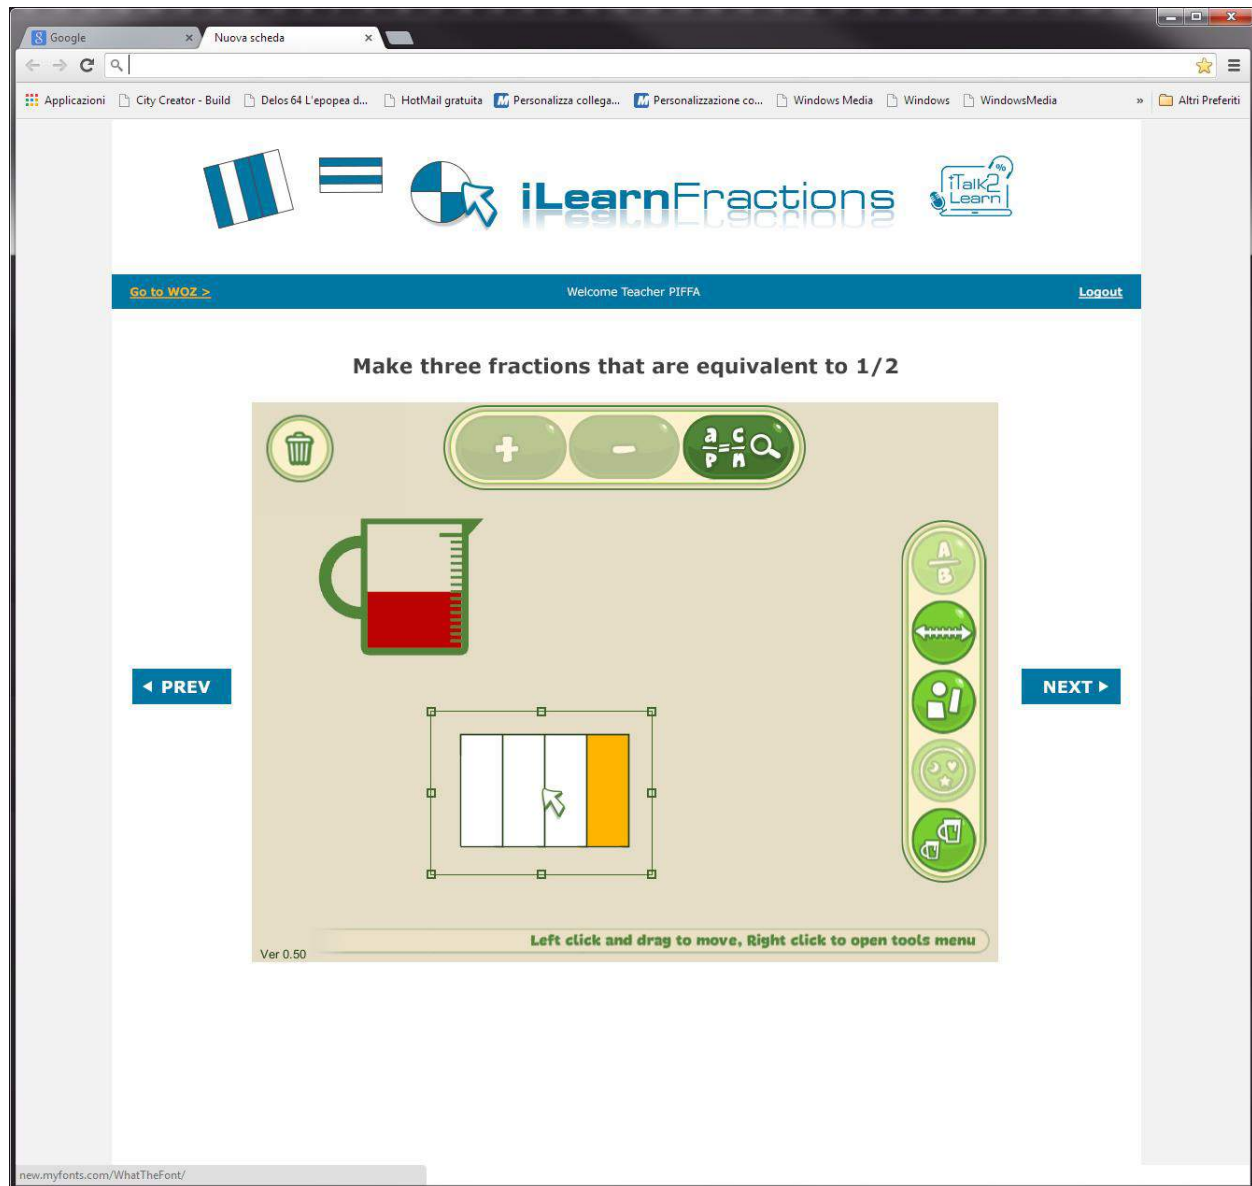 Google
Nuova scheda
Applicazioni City Creator - Build Delos 64 L'epopea d... HotMail gratuita Personalizza collega... Personalizzazione co... Windows Media Windows WindowsMedia » Altri Preferiti
iLearnFractions
iTalk2Learn
%
Go to WOZ > Welcome Teacher PIFFA Logout
Make three fractions that are equivalent to 1/2
+ - a/p=c/n
A/B
PREV
NEXT
Left click and drag to move, Right click to open tools menu
Ver 0.50
new.myfonts.com/WhatTheFont/